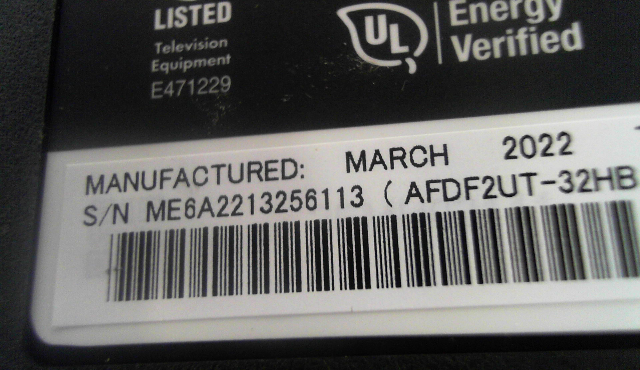 LISTED
Television
Equipment
E471229
UL
Energy
Verified
MANUFACTURED: MARCH 2022
S/N ME6A2213256113 ( AFDF2UT-32HB